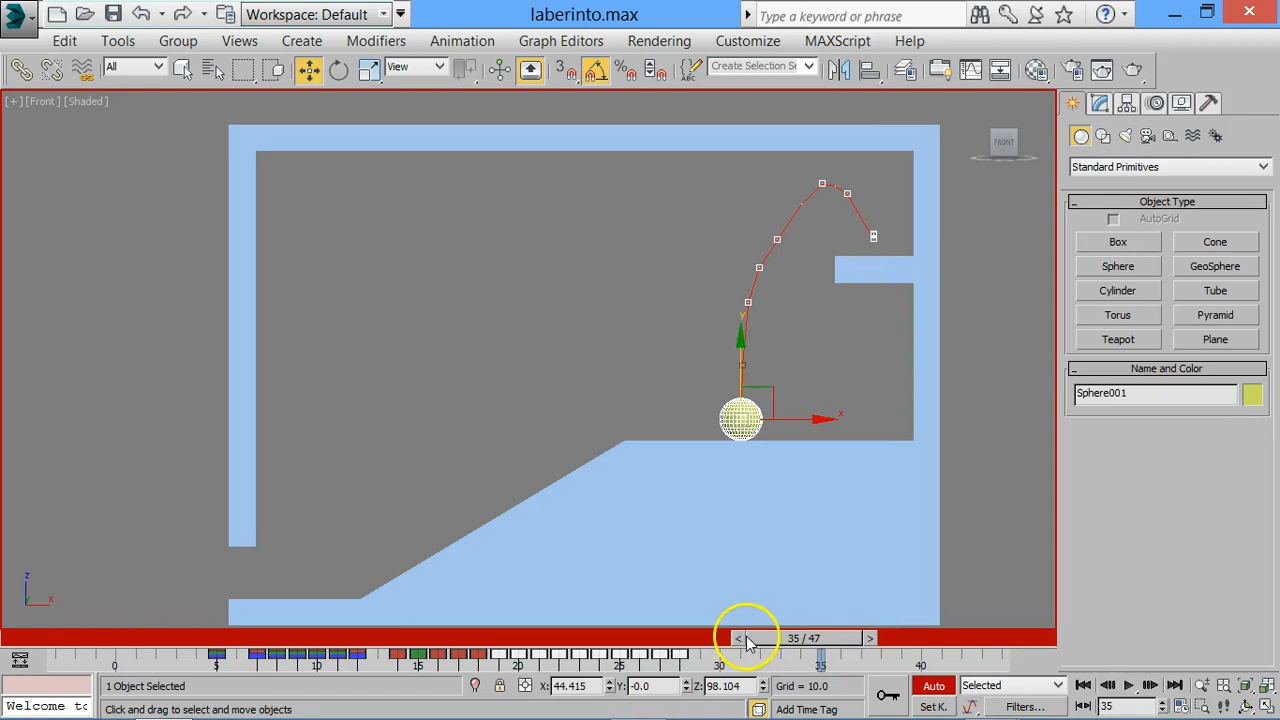 Workspace: Default
laberinto.max
Type a keyword or phrase
Edit Tools Group Views Create Modifiers Animation Graph Editors Rendering Customize MAXScript Help
All
View
3
Create Selection Se
[+] [Front] [Shaded]
FRONT
Standard Primitives
Object Type
AutoGrid
Box Cone
Sphere GeoSphere
Cylinder Tube
Torus Pyramid
Teapot Plane
Name and Color
Sphere001
y
x
z
y x
< 35 / 47 >
0 5 10 15 20 25 30 35 40
1 Object Selected
X: 44.415 Y: -0.0 Z: 98.104
Grid = 10.0
Auto
Selected
Welcome to
Click and drag to select and move objects
Add Time Tag
Set K.
Filters...
35